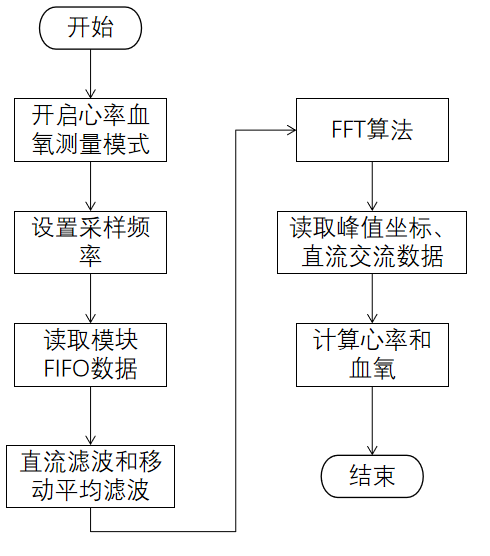 开始
开启心率血
氧测量模式
设置采样频
率
读取模块
FIFO数据
直流滤波和移
动平均滤波
FFT算法
读取峰值坐标、
直流交流数据
计算心率和
血氧
结束